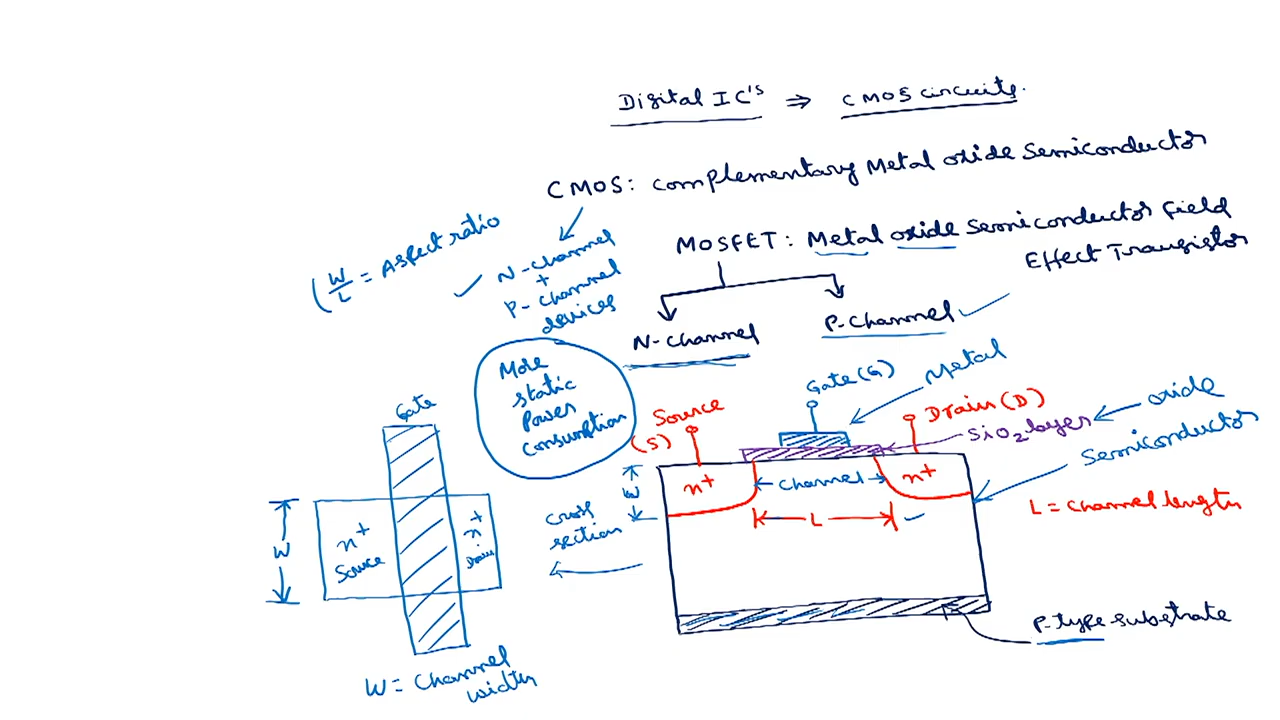 Digital IC's ⇒ CMOS circuits.
CMOS: Complementary Metal oxide Semiconductor
MOSFET: Metal oxide Semiconductor Field
Effect Transistor
(W/L = Aspect ratio
N-channel
+
P-channel
devices
N-channel
P-channel
More
static
power
consumption
Gate
n+
Source
n+
Drain
W
W = Channel
width
cross
section
Source
(S)
Gate(G)
Metal
Drain(D)
oxide
SiO2 layer
Semiconductor
W
n+
Channel
n+
L
L = Channel length
P-type substrate